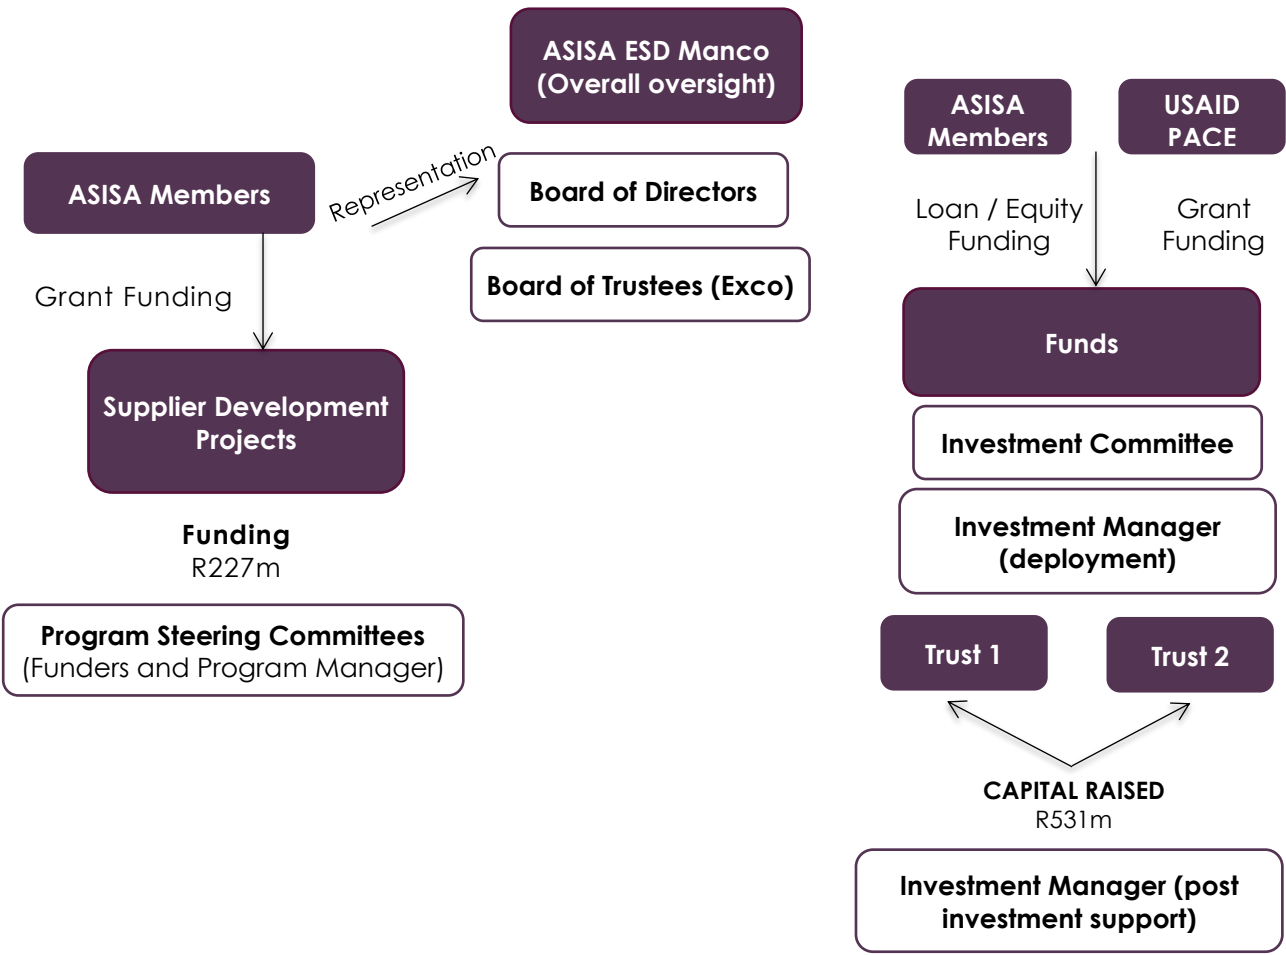 ASISA ESD Manco
(Overall oversight)
ASISA Members
Representation
Board of Directors
Board of Trustees (Exco)
Grant Funding
Supplier Development
Projects
Funding
R227m
Program Steering Committees
(Funders and Program Manager)
ASISA
Members
USAID
PACE
Loan / Equity
Funding
Grant
Funding
Funds
Investment Committee
Investment Manager
(deployment)
Trust 1
Trust 2
CAPITAL RAISED
R531m
Investment Manager (post
investment support)